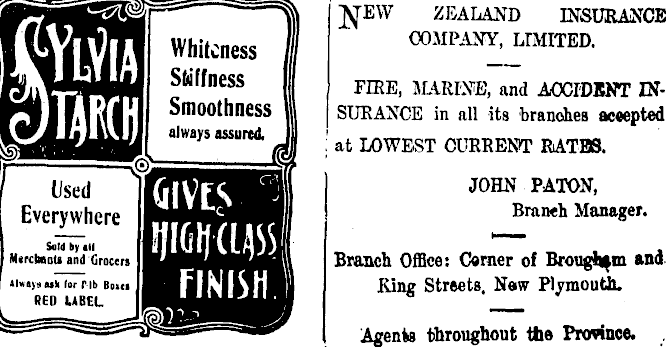 SYLVIA
STARCH
Whiteness
Stiffness
Smoothness
always assured.
Used
Everywhere
Sold by all
Merchants and Grocers
Always ask for 1-lb Boxes
RED LABEL.
GIVES
HIGH-CLASS
FINISH.
NEW ZEALAND INSURANCE
COMPANY, LIMITED.
FIRE, MARINE, and ACCIDENT IN-
SURANCE in all its branches accepted
at LOWEST CURRENT RATES.
JOHN PATON,
Branch Manager.
Branch Office: Corner of Brougham and
King Streets, New Plymouth.
Agents throughout the Province.